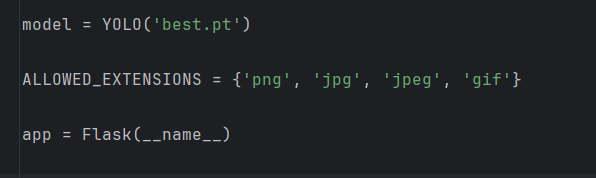 model = YOLO('best.pt')
ALLOWED_EXTENSIONS = {'png', 'jpg', 'jpeg', 'gif'}
app = Flask(__name__)